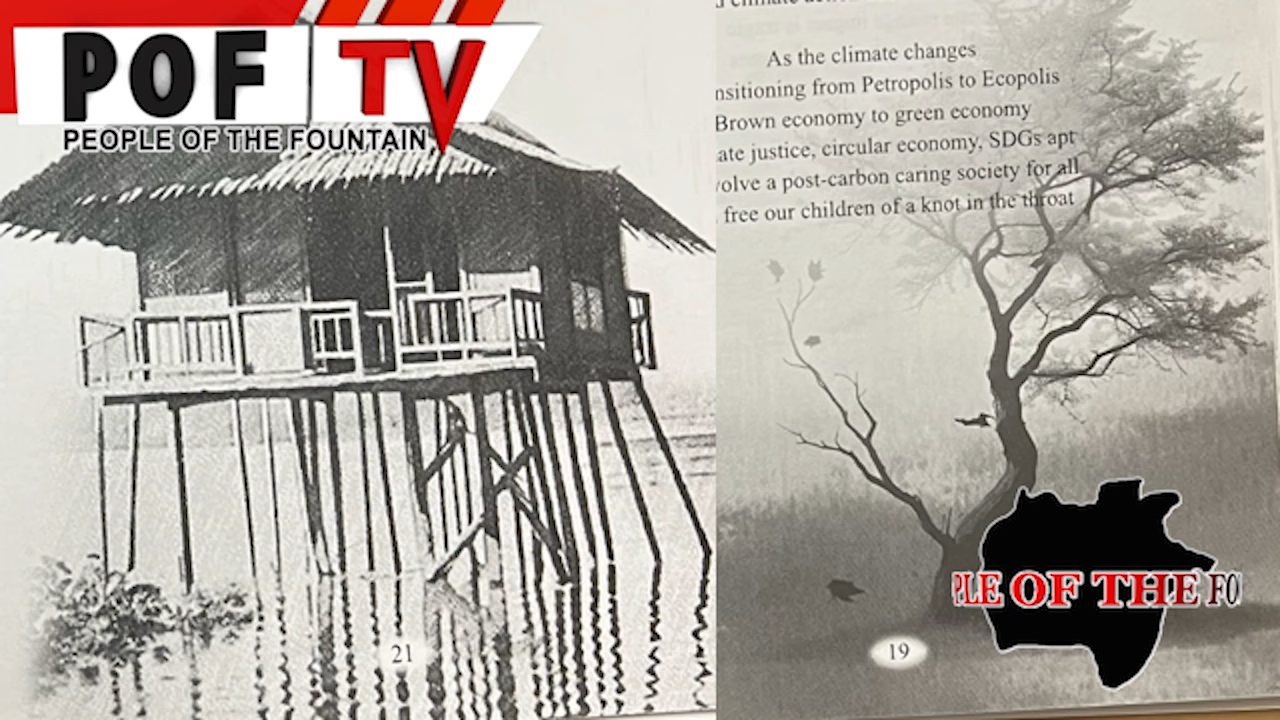 POF TV
PEOPLE OF THE FOUNTAIN
As the climate changes
nsitioning from Petropolis to Ecopolis
Brown economy to green economy
ate justice, circular economy, SDGs apt
volve a post-carbon caring society for all
free our children of a knot in the throat
21
19
PLE OF THE FO